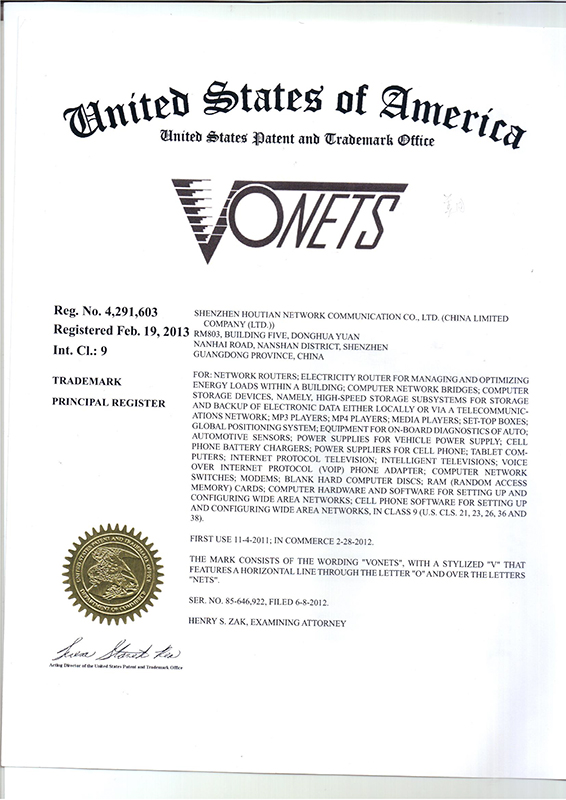 United States of America
United States Patent and Trademark Office
VONETS
Reg. No. 4,291,603
Registered Feb. 19, 2013
Int. Cl.: 9
TRADEMARK
PRINCIPAL REGISTER
SHENZHEN HOUTIAN NETWORK COMMUNICATION CO., LTD. (CHINA LIMITED
COMPANY (LTD.))
RM803, BUILDING FIVE, DONGHUA YUAN
NANHAI ROAD, NANSHAN DISTRICT, SHENZHEN
GUANGDONG PROVINCE, CHINA
FOR: NETWORK ROUTERS; ELECTRICITY ROUTER FOR MANAGING AND OPTIMIZING
ENERGY LOADS WITHIN A BUILDING; COMPUTER NETWORK BRIDGES; COMPUTER
STORAGE DEVICES, NAMELY, HIGH-SPEED STORAGE SUBSYSTEMS FOR STORAGE
AND BACKUP OF ELECTRONIC DATA EITHER LOCALLY OR VIA A TELECOMMUNIC-
ATIONS NETWORK; MP3 PLAYERS; MP4 PLAYERS; MEDIA PLAYERS; SET-TOP BOXES;
GLOBAL POSITIONING SYSTEM; EQUIPMENT FOR ON-BOARD DIAGNOSTICS OF AUTO;
AUTOMOTIVE SENSORS; POWER SUPPLIES FOR VEHICLE POWER SUPPLY; CELL
PHONE BATTERY CHARGERS; POWER SUPPLIERS FOR CELL PHONE; TABLET COM-
PUTERS; INTERNET PROTOCOL TELEVISION; INTELLIGENT TELEVISIONS; VOICE
OVER INTERNET PROTOCOL (VOIP) PHONE ADAPTER; COMPUTER NETWORK
SWITCHES; MODEMS; BLANK HARD COMPUTER DISCS; RAM (RANDOM ACCESS
MEMORY) CARDS; COMPUTER HARDWARE AND SOFTWARE FOR SETTING UP AND
CONFIGURING WIDE AREA NETWORKS; CELL PHONE SOFTWARE FOR SETTING UP
AND CONFIGURING WIDE AREA NETWORKS, IN CLASS 9 (U.S. CLS. 21, 23, 26, 36 AND
38).
FIRST USE 11-4-2011; IN COMMERCE 2-28-2012.
THE MARK CONSISTS OF THE WORDING "VONETS", WITH A STYLIZED "V" THAT
FEATURES A HORIZONTAL LINE THROUGH THE LETTER "O" AND OVER THE LETTERS
"NETS".
SER. NO. 85-646,922, FILED 6-8-2012.
HENRY S. ZAK, EXAMINING ATTORNEY
UNITED STATES PATENT AND TRADEMARK OFFICE
DEPARTMENT OF COMMERCE
Acting Director of the United States Patent and Trademark Office